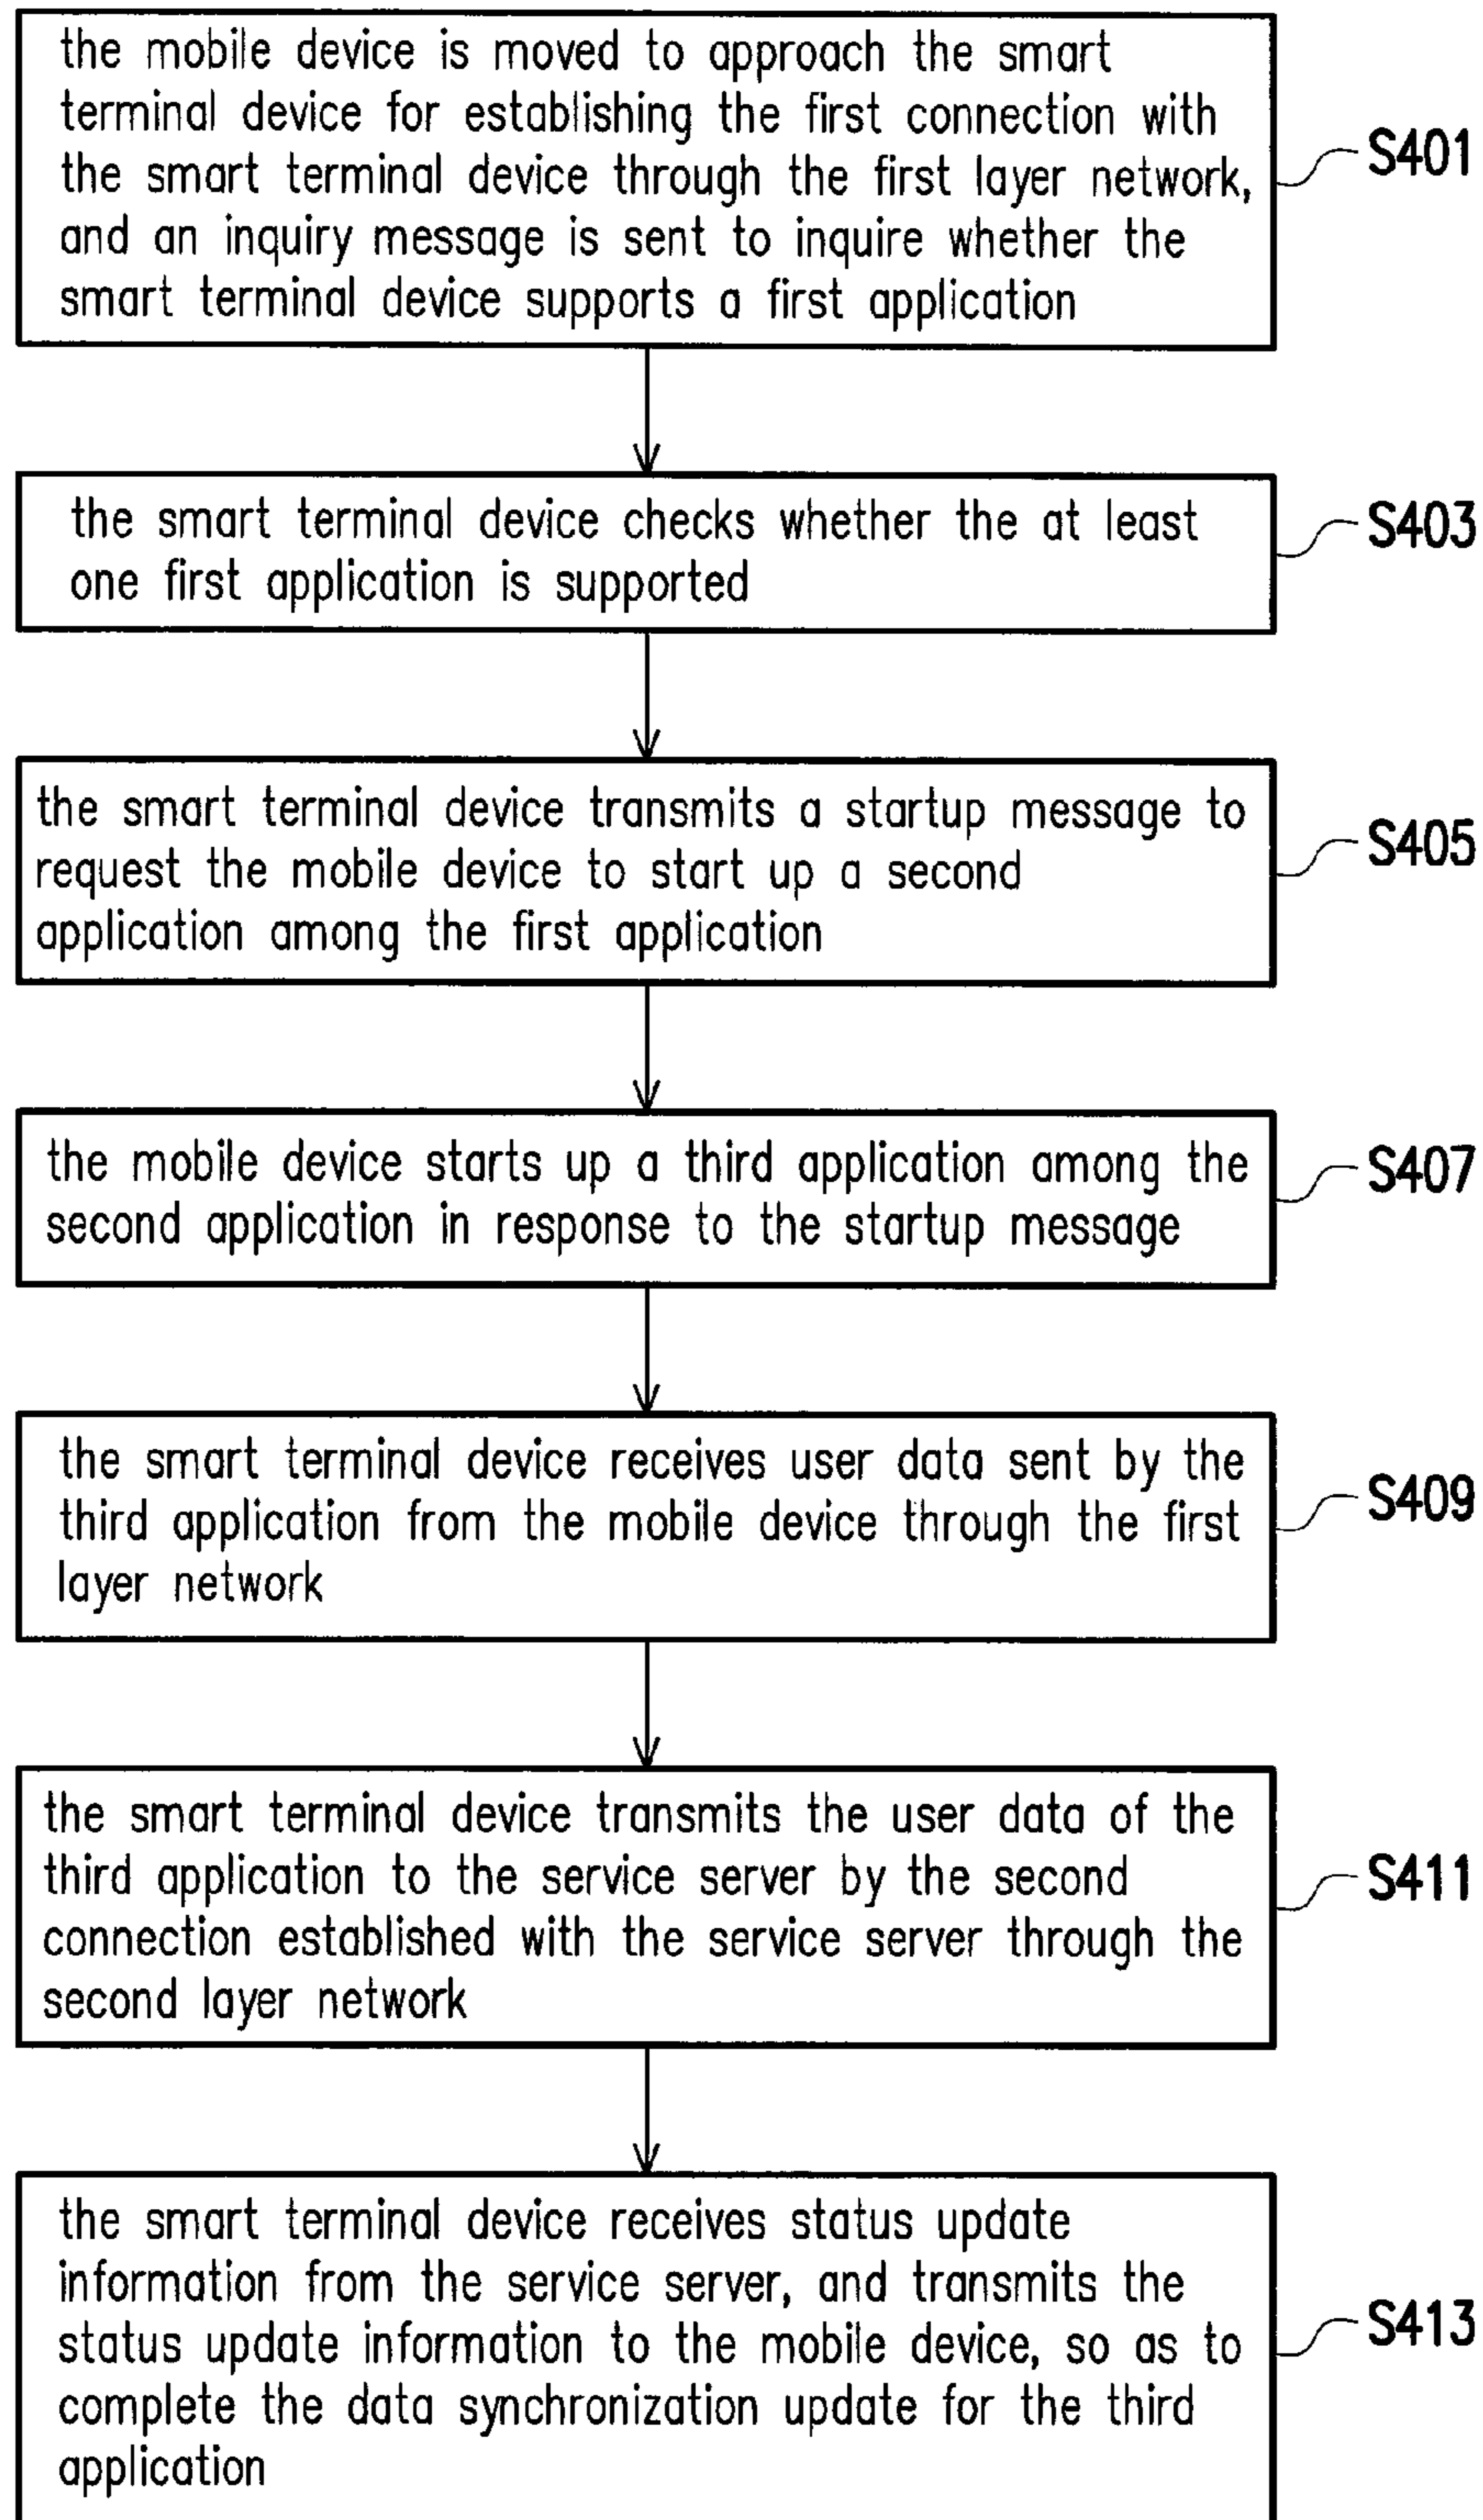 the mobile device is moved to approach the smart
terminal device for establishing the first connection with
the smart terminal device through the first layer network,
and an inquiry message is sent to inquire whether the
smart terminal device supports a first application
S401
the smart terminal device checks whether the at least
one first application is supported
S403
the smart terminal device transmits a startup message to
request the mobile device to start up a second
application among the first application
S405
the mobile device starts up a third application among the
second application in response to the startup message
S407
the smart terminal device receives user data sent by the
third application from the mobile device through the first
layer network
S409
the smart terminal device transmits the user data of the
third application to the service server by the second
connection established with the service server through the
second layer network
S411
the smart terminal device receives status update
information from the service server, and transmits the
status update information to the mobile device, so as to
complete the data synchronization update for the third
application
S413